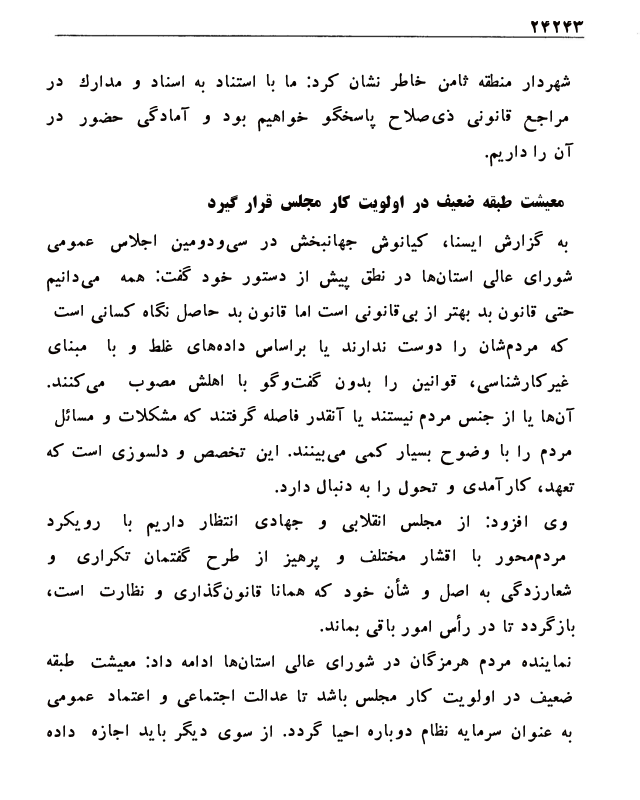 ۲۴۲۴۳
شهردار منطقه ثامن خاطر نشان کرد: ما با استناد به اسناد و مدارك در
مراجع قانونی ذی‌صلاح پاسخگو خواهیم بود و آمادگی حضور در
آن را داریم.
معیشت طبقه ضعیف در اولویت کار مجلس قرار گیرد
به گزارش ایسنا، کیانوش جهانبخش در سی‌ودومین اجلاس عمومی
شورای عالی استان‌ها در نطق پیش از دستور خود گفت: همه می‌دانیم
حتی قانون بد بهتر از بی‌قانونی است اما قانون بد حاصل نگاه کسانی است
که مردم‌شان را دوست ندارند یا براساس داده‌های غلط و با مبنای
غیرکارشناسی، قوانین را بدون گفت‌وگو با اهلش مصوب می‌کنند.
آن‌ها یا از جنس مردم نیستند یا آنقدر فاصله گرفتند که مشکلات و مسائل
مردم را با وضوح بسیار کمی می‌بینند. این تخصص و دلسوزی است که
تعهد، کارآمدی و تحول را به دنبال دارد.
وی افزود: از مجلس انقلابی و جهادی انتظار داریم با رویکرد
مردم‌محور با اقشار مختلف و پرهیز از طرح گفتمان تکراری و
شعارزدگی به اصل و شأن خود که همانا قانون‌گذاری و نظارت است،
بازگردد تا در رأس امور باقی بماند.
نماینده مردم هرمزگان در شورای عالی استان‌ها ادامه داد: معیشت طبقه
ضعیف در اولویت کار مجلس باشد تا عدالت اجتماعی و اعتماد عمومی
به عنوان سرمایه نظام دوباره احیا گردد. از سوی دیگر باید اجازه داده